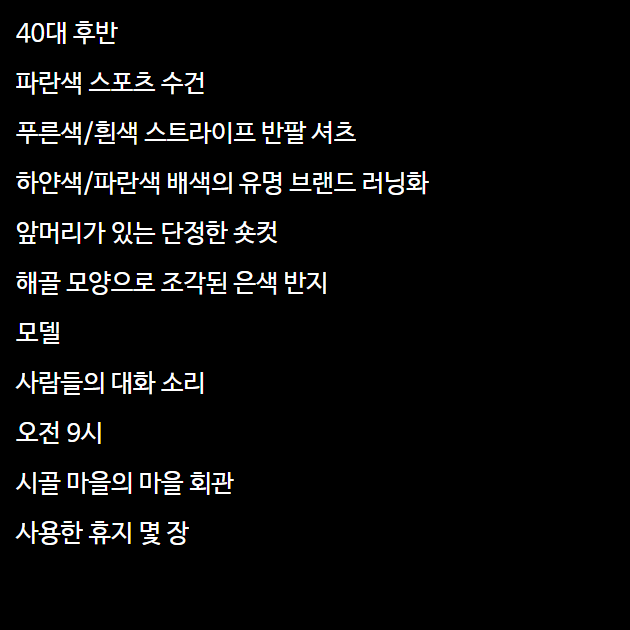 40대 후반
파란색 스포츠 수건
푸른색/흰색 스트라이프 반팔 셔츠
하얀색/파란색 배색의 유명 브랜드 러닝화
앞머리가 있는 단정한 숏컷
해골 모양으로 조각된 은색 반지
모델
사람들의 대화 소리
오전 9시
시골 마을의 마을 회관
사용한 휴지 몇 장